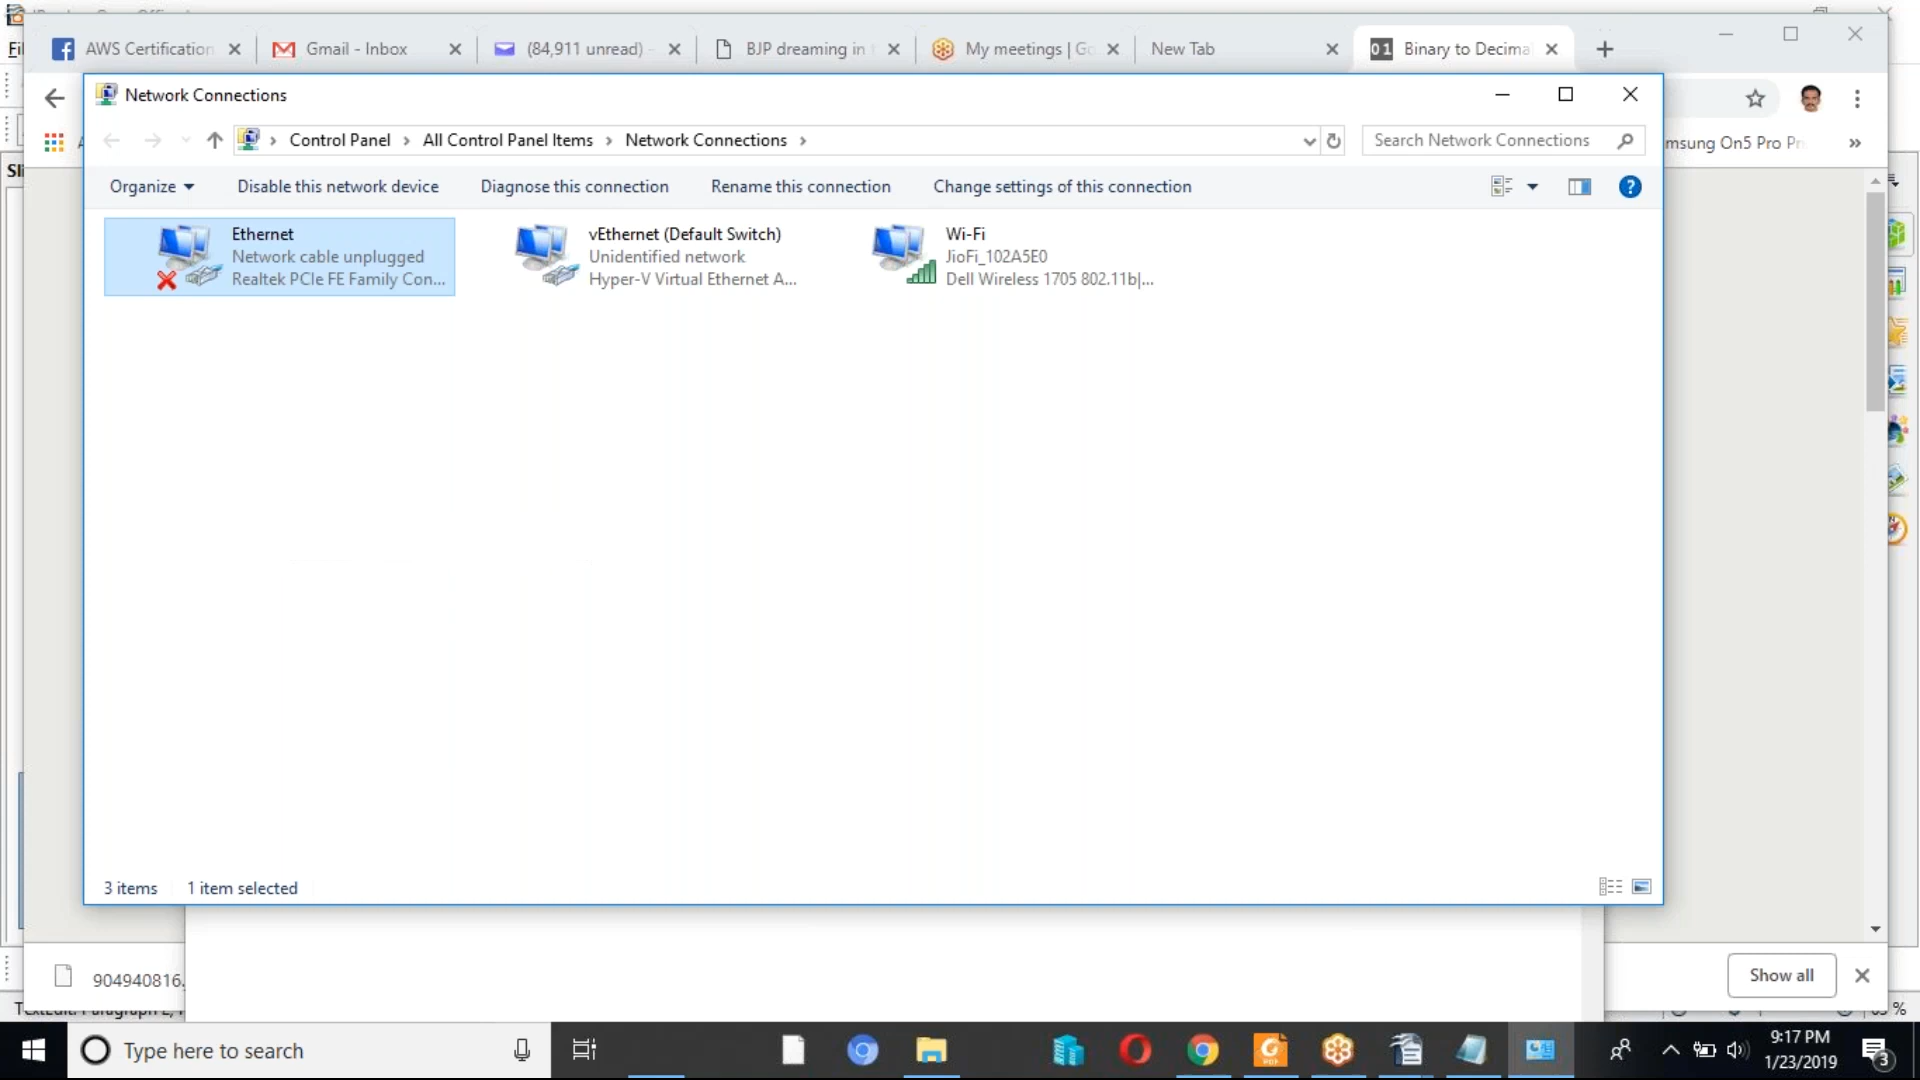 AWS Certification
Gmail - Inbox
(84,911 unread) -
BJP dreaming in
My meetings | Go
New Tab
01 Binary to Decima
Network Connections
Control Panel > All Control Panel Items > Network Connections >
Search Network Connections
msung On5 Pro Pr
»
Organize
Disable this network device
Diagnose this connection
Rename this connection
Change settings of this connection
?
Ethernet
Network cable unplugged
Realtek PCIe FE Family Con...
vEthernet (Default Switch)
Unidentified network
Hyper-V Virtual Ethernet A...
Wi-Fi
JioFi_102A5E0
Dell Wireless 1705 802.11b|...
3 items
1 item selected
904940816.
Show all
Type here to search
9:17 PM
1/23/2019
3